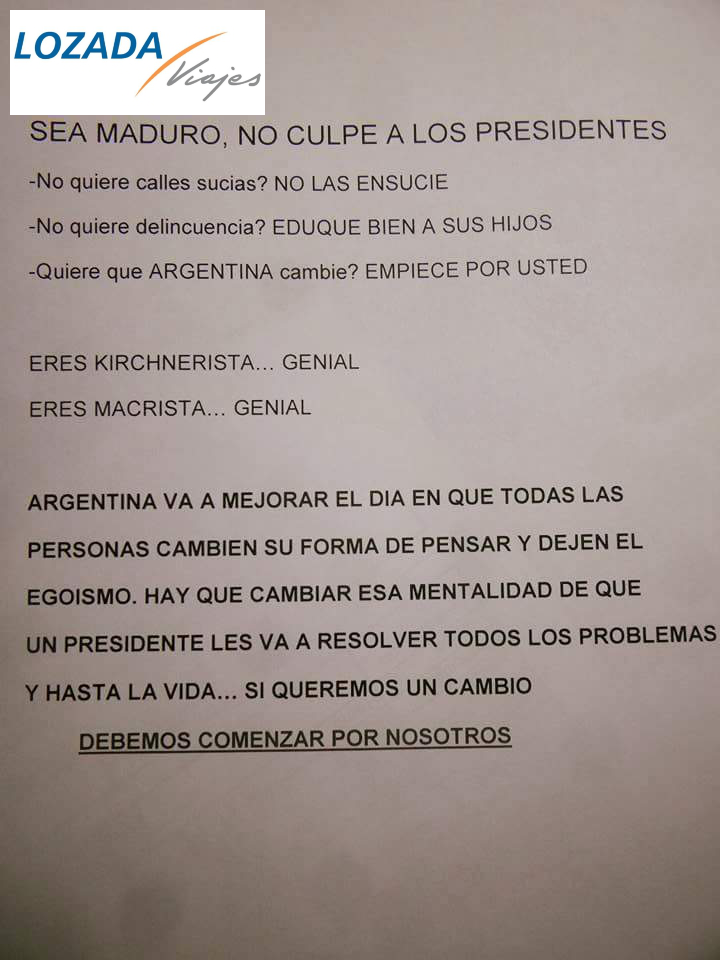 LOZADA
Viajes
SEA MADURO, NO CULPE A LOS PRESIDENTES
-No quiere calles sucias? NO LAS ENSUCIE
-No quiere delincuencia? EDUQUE BIEN A SUS HIJOS
-Quiere que ARGENTINA cambie? EMPIECE POR USTED
ERES KIRCHNERISTA... GENIAL
ERES MACRISTA... GENIAL
ARGENTINA VA A MEJORAR EL DIA EN QUE TODAS LAS
PERSONAS CAMBIEN SU FORMA DE PENSAR Y DEJEN EL
EGOISMO. HAY QUE CAMBIAR ESA MENTALIDAD DE QUE
UN PRESIDENTE LES VA A RESOLVER TODOS LOS PROBLEMAS
Y HASTA LA VIDA... SI QUEREMOS UN CAMBIO
DEBEMOS COMENZAR POR NOSOTROS